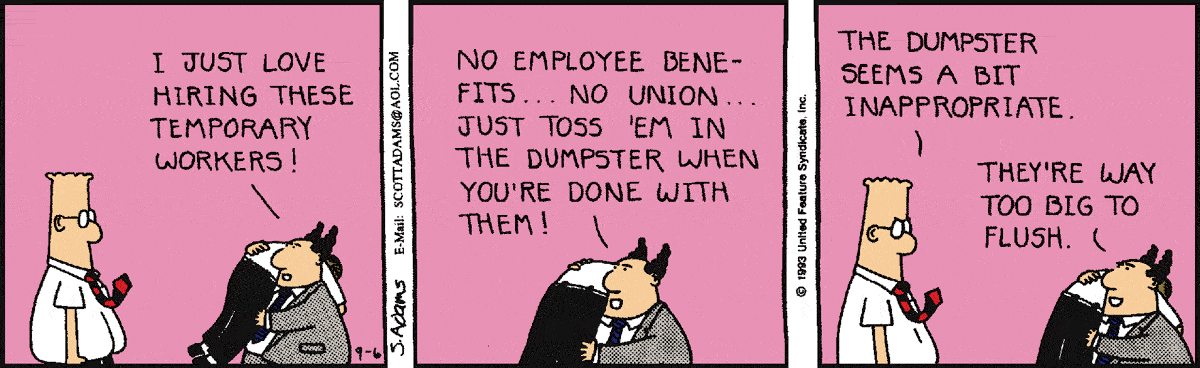 I JUST LOVE
HIRING THESE
TEMPORARY
WORKERS!
9-6
S. Adams
E-Mail: SCOTTADAMS@AOL.COM
NO EMPLOYEE BENE-
FITS... NO UNION...
JUST TOSS 'EM IN
THE DUMPSTER WHEN
YOU'RE DONE WITH
THEM!
© 1993 United Feature Syndicate, Inc.
THE DUMPSTER
SEEMS A BIT
INAPPROPRIATE.
THEY'RE WAY
TOO BIG TO
FLUSH.